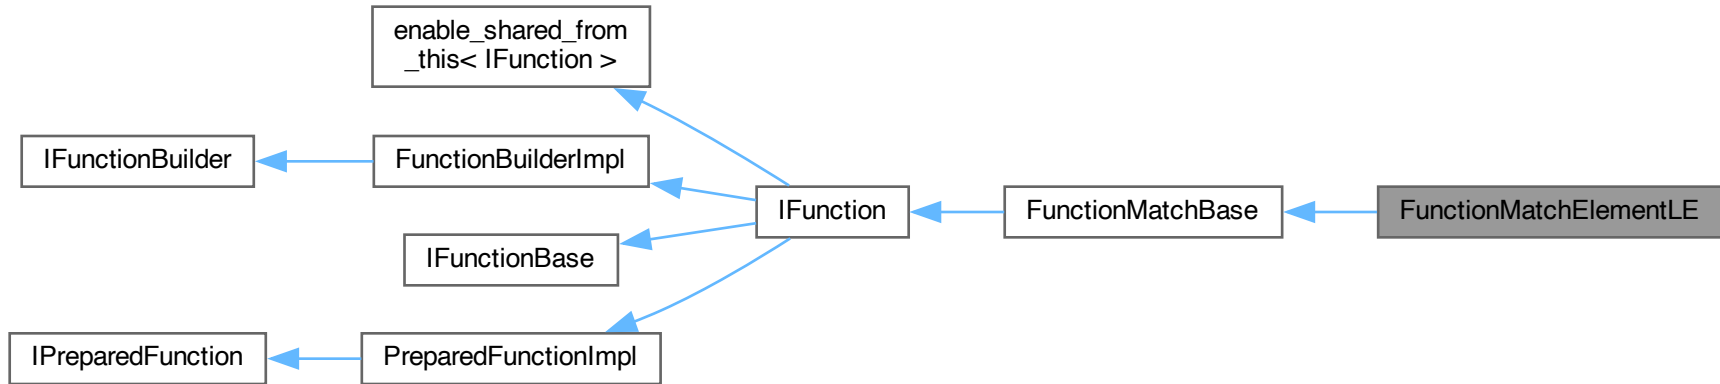 enable_shared_from
_this< IFunction >
IFunctionBuilder
FunctionBuilderImpl
IFunction
FunctionMatchBase
FunctionMatchElementLE
IFunctionBase
IPreparedFunction
PreparedFunctionImpl